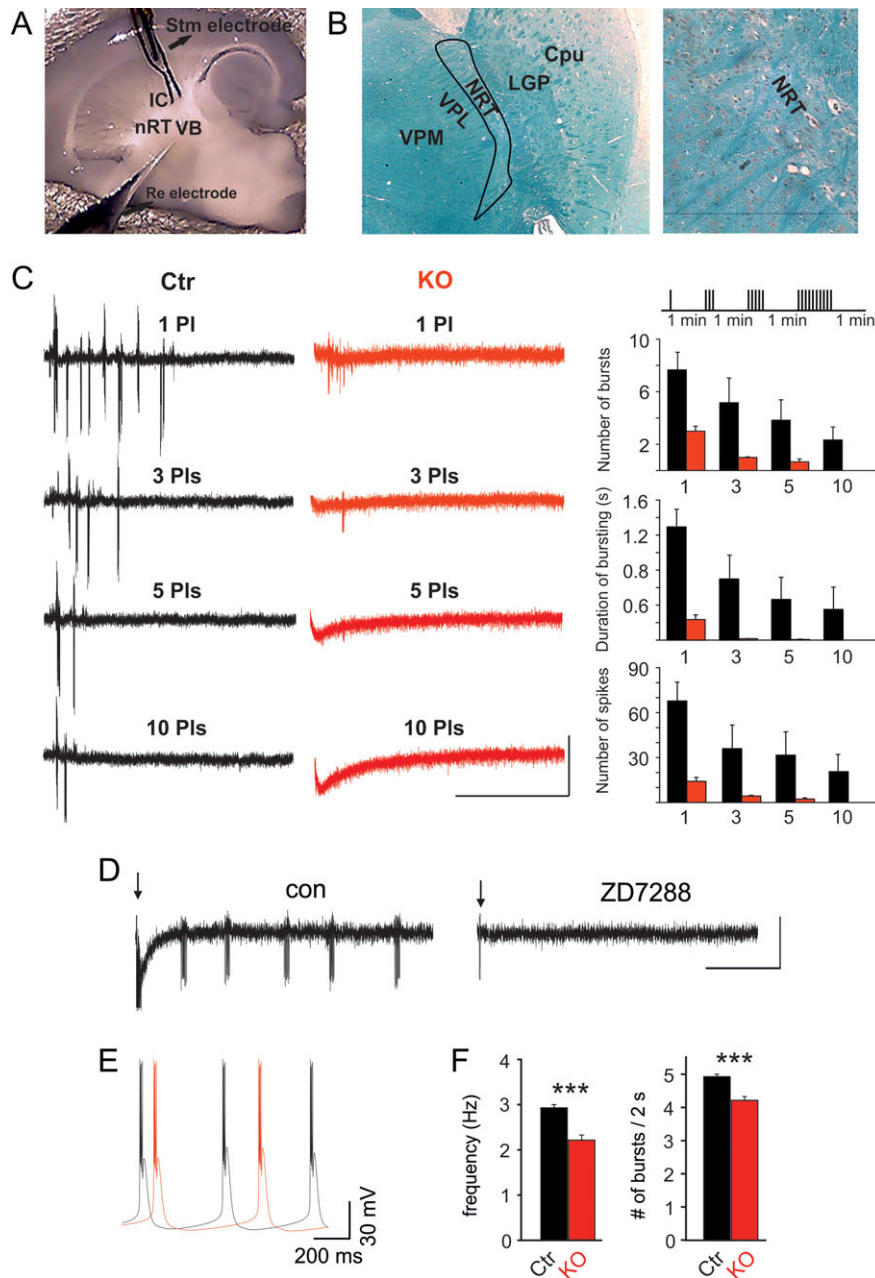 A
Stm electrode
IC
nRT VB
Re electrode
B
Cpu
LGP
NRT
VPL
VPM
NRT
C
Ctr
KO
1 Pl
1 Pl
3 Pls
3 Pls
5 Pls
5 Pls
10 Pls
10 Pls
1 min 1 min 1 min 1 min
Number of bursts
10
6
2
1 3 5 10
Duration of bursting (s)
1.6
1.2
0.8
0.6
1 3 5 10
Number of spikes
90
60
30
1 3 5 10
D
con
ZD7288
E
30 mV
200 ms
F
frequency (Hz)
4
3
2
1
0
***
Ctr
KO
# of bursts / 2 s
5
4
3
2
1
0
***
Ctr
KO